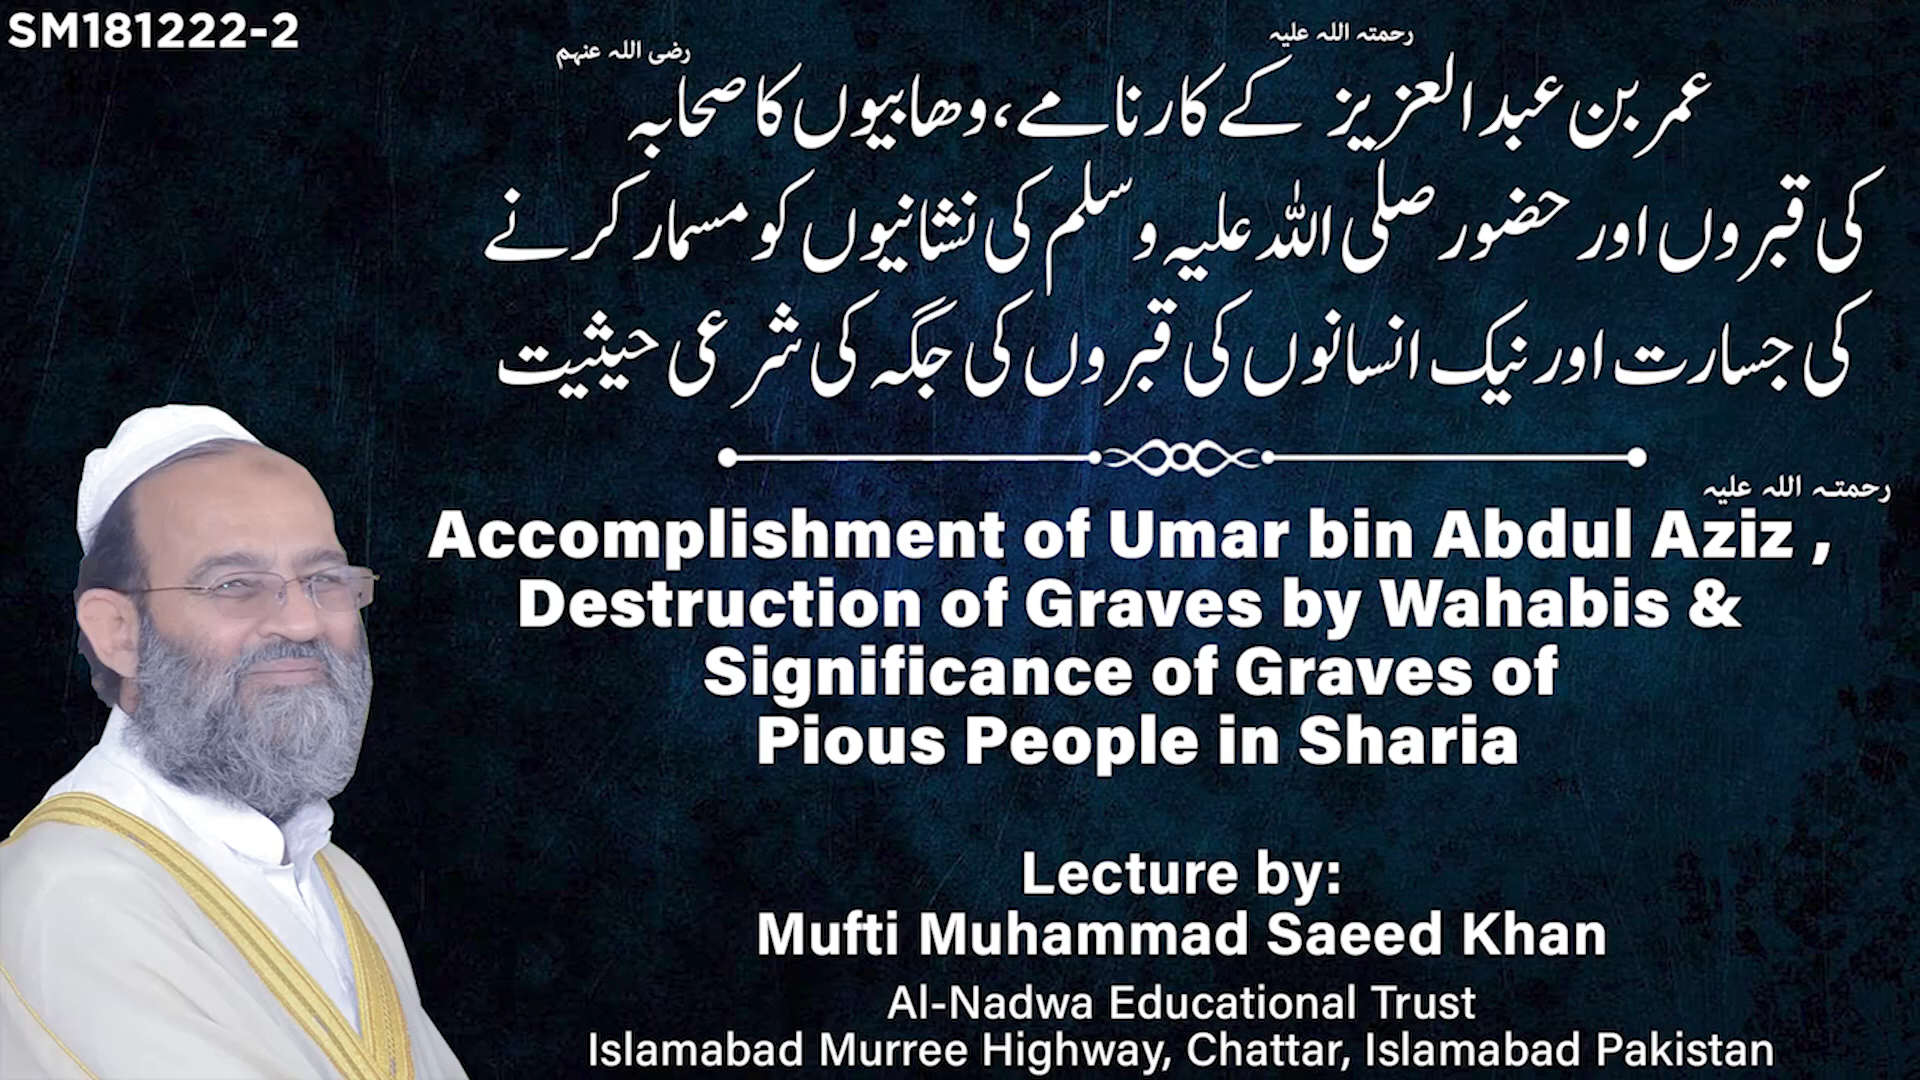 SM181222-2
رحمتہ اللہ علیہ
رضی اللہ عنہم
عمر بن عبد العزیز کے کارنامے، وھابیوں کا صحابہ
کی قبروں اور حضور صلی اللہ علیہ وسلم کی نشانیوں کو مسمار کرنے
کی جسارت اور نیک انسانوں کی قبروں کی جگہ کی شرعی حیثیت
رحمتہ اللہ علیہ
Accomplishment of Umar bin Abdul Aziz ,
Destruction of Graves by Wahabis &
Significance of Graves of
Pious People in Sharia
Lecture by:
Mufti Muhammad Saeed Khan
Al-Nadwa Educational Trust
Islamabad Murree Highway, Chattar, Islamabad Pakistan